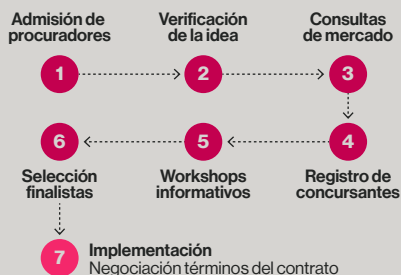 Admisión de
procuradores
Verificación
de la idea
Consultas
de mercado
1
2
3
6
5
4
Selección
finalistas
Workshops
informativos
Registro de
concursantes
7
Implementación
Negociación términos del contrato